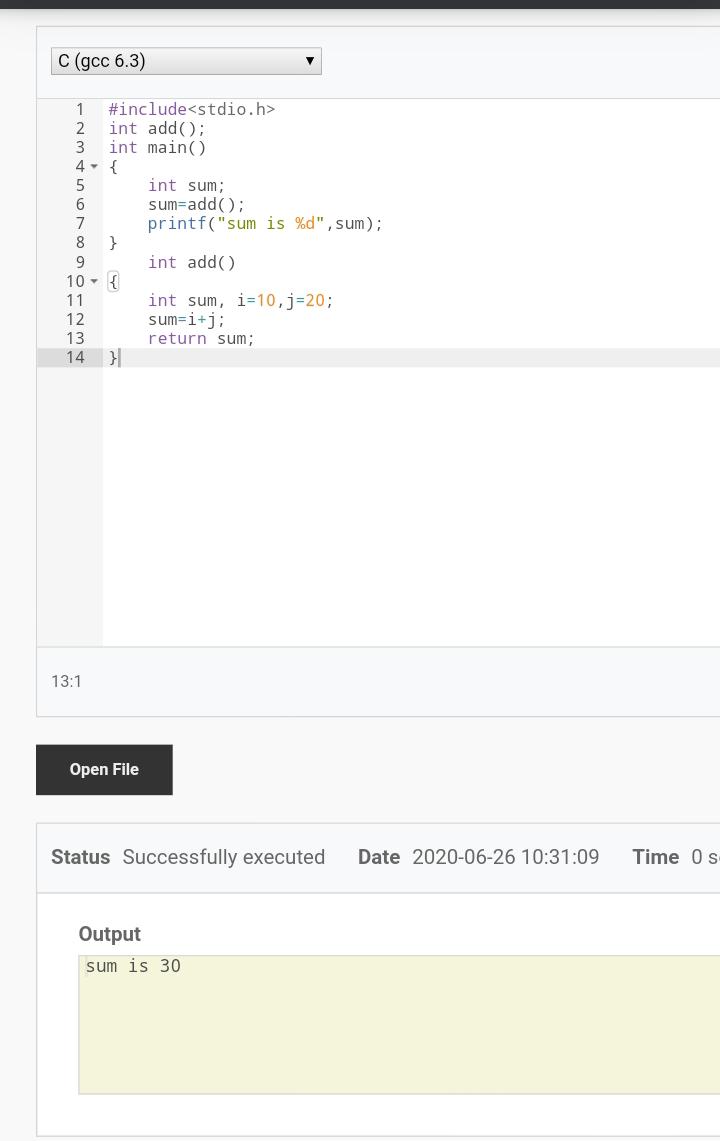 C (gcc 6.3)
1 #include<stdio.h>
2 int add();
3 int main()
4 {
5 int sum;
6 sum=add();
7 printf("sum is %d",sum);
8 }
9 int add()
10 {
11 int sum, i=10,j=20;
12 sum=i+j;
13 return sum;
14 }
13:1
Open File
Status Successfully executed Date 2020-06-26 10:31:09 Time 0
Output
sum is 30